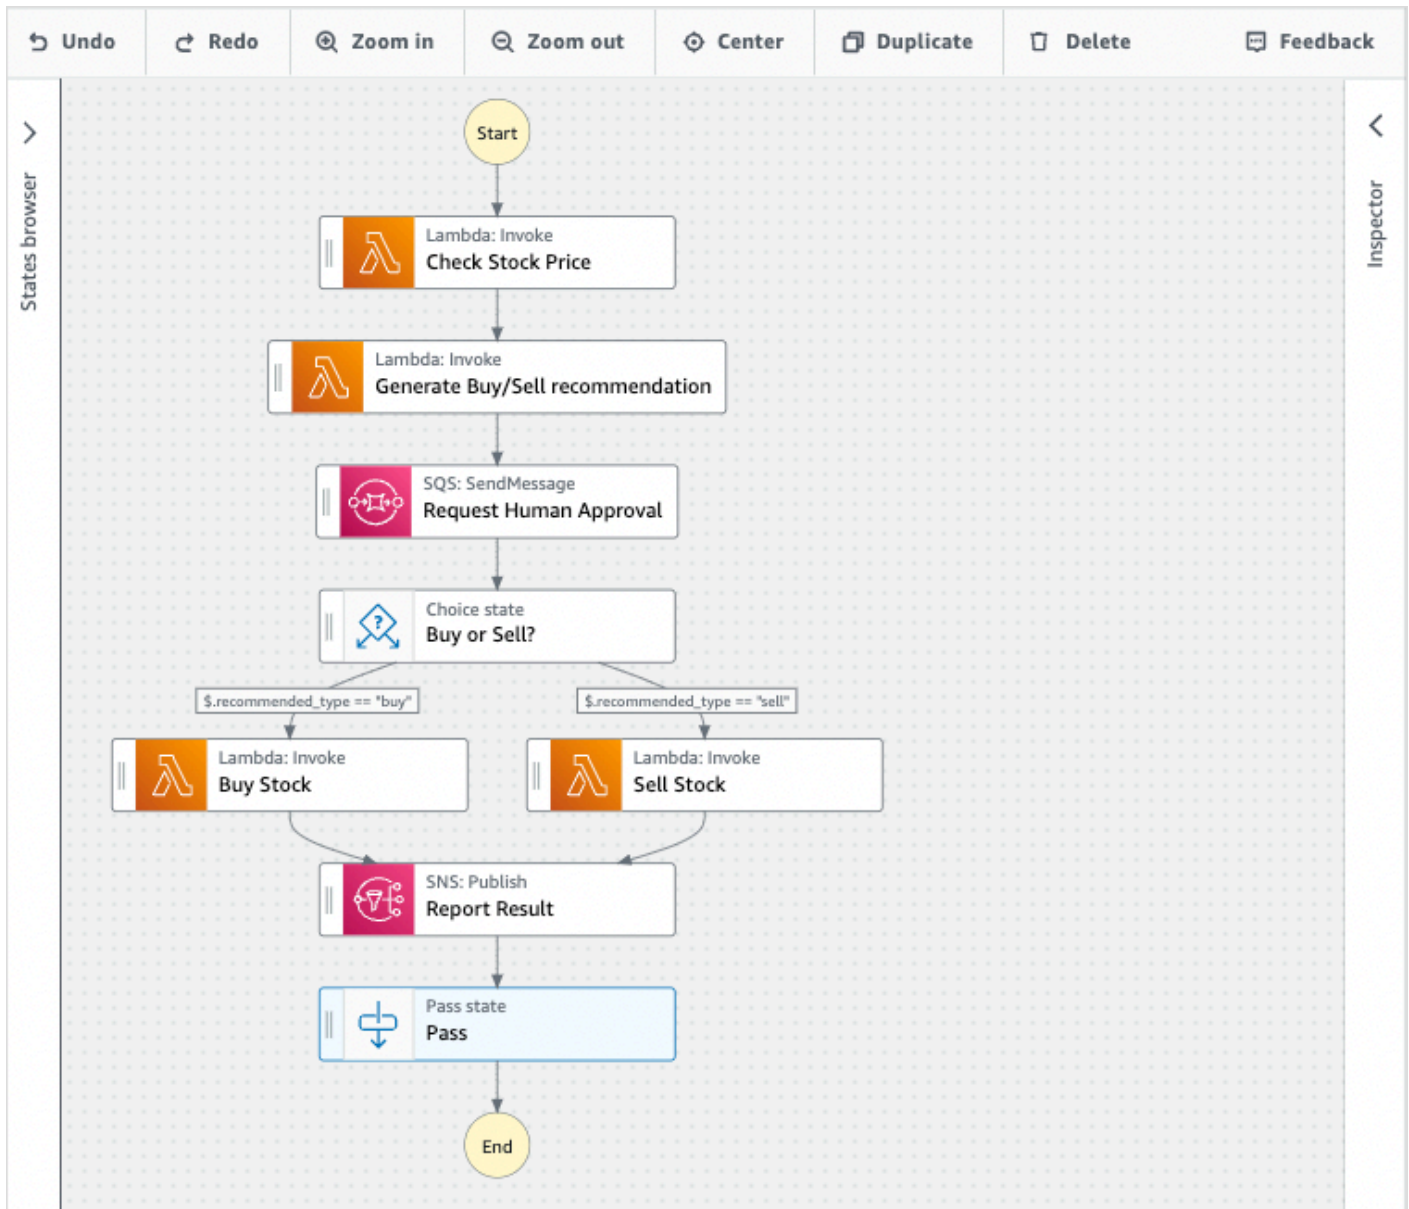 Undo
Redo
Zoom in
Zoom out
Center
Duplicate
Delete
Feedback
States browser
Inspector
Start
Lambda: Invoke
Check Stock Price
Lambda: Invoke
Generate Buy/Sell recommendation
SQS: SendMessage
Request Human Approval
Choice state
Buy or Sell?
$.recommended_type == "buy"
$.recommended_type == "sell"
Lambda: Invoke
Buy Stock
Lambda: Invoke
Sell Stock
SNS: Publish
Report Result
Pass state
Pass
End